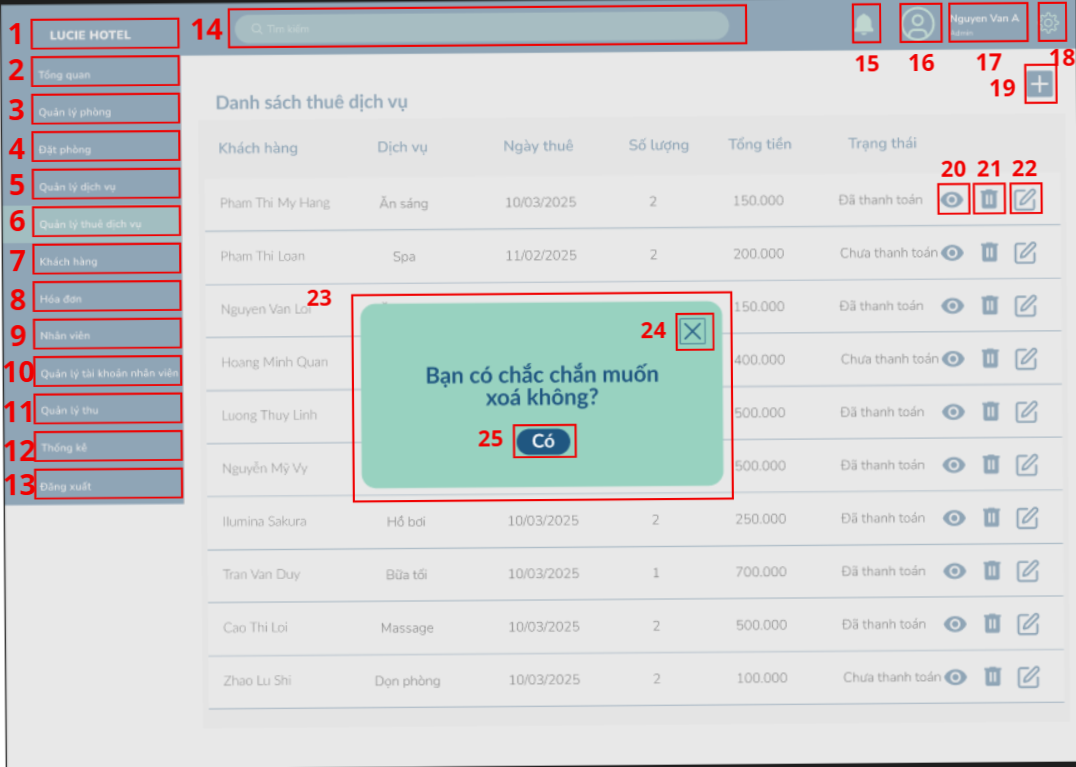 1 LUCIE HOTEL
14 Tìm kiếm
Nguyen Van A
Admin
15 16 17 18
2 Tổng quan
3 Quản lý phòng
4 Đặt phòng
5 Quản lý dịch vụ
6 Quản lý thuê dịch vụ
7 Khách hàng
8 Hóa đơn
9 Nhân viên
10 Quản lý tài khoản nhân viên
11 Quản lý thu
12 Thống kê
13 Đăng xuất
19
Danh sách thuê dịch vụ
Khách hàng Dịch vụ Ngày thuê Số lượng Tổng tiền Trạng thái
20 21 22
Pham Thi My Hang Ăn sáng 10/03/2025 2 150.000 Đã thanh toán
Pham Thi Loan Spa 11/02/2025 2 200.000 Chưa thanh toán
23
Nguyen Van Loi 150.000 Đã thanh toán
Hoang Minh Quan 400.000 Chưa thanh toán
Luong Thuy Linh 500.000 Đã thanh toán
Nguyễn Mỹ Vy 500.000 Đã thanh toán
24
Bạn có chắc chắn muốn
xoá không?
25 Có
Ilumina Sakura Hồ bơi 10/03/2025 2 250.000 Đã thanh toán
Tran Van Duy Bữa tối 10/03/2025 1 700.000 Đã thanh toán
Cao Thi Loi Massage 10/03/2025 2 500.000 Đã thanh toán
Zhao Lu Shi Dọn phòng 10/03/2025 2 100.000 Chưa thanh toán